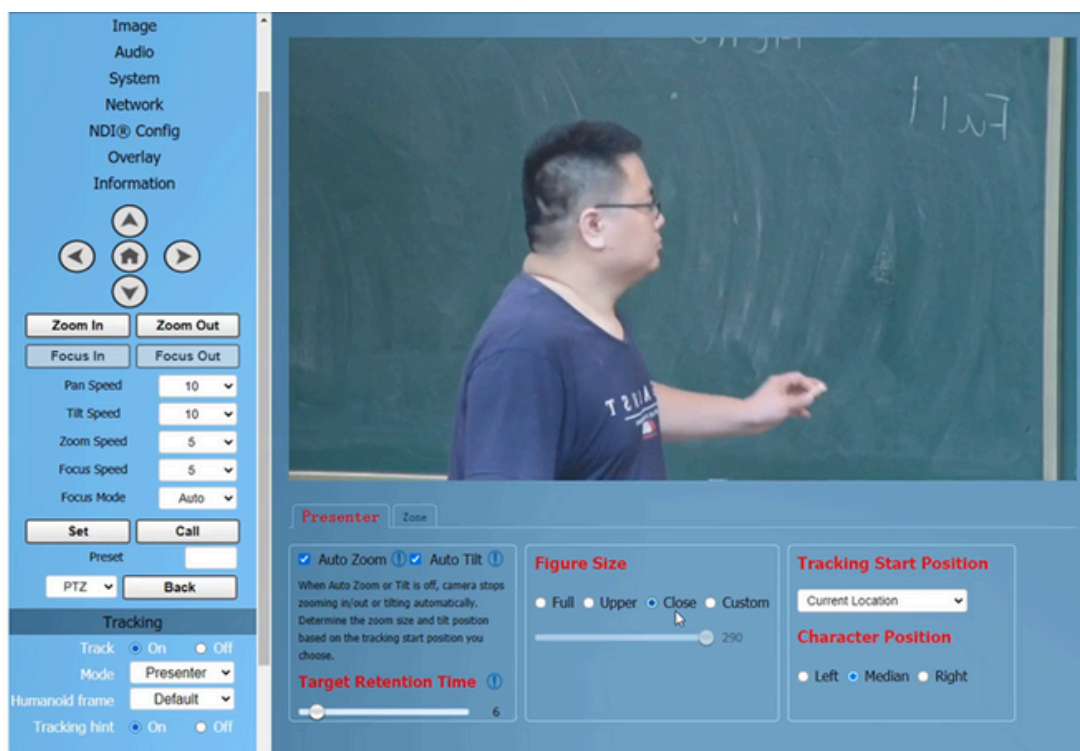 Image
Audio
System
Network
NDI® Config
Overlay
Information
Zoom In Zoom Out
Focus In Focus Out
Pan Speed 10
Tilt Speed 10
Zoom Speed 5
Focus Speed 5
Focus Mode Auto
Set Call
Preset
PTZ Back
Tracking
Track On Off
Mode Presenter
Humanoid frame Default
Tracking hint On Off
Presenter Zone
Auto Zoom Auto Tilt
When Auto Zoom or Tilt is off, camera stops
zooming in/out or tilting automatically.
Determine the zoom size and tilt position
based on the tracking start position you
choose.
Target Retention Time
6
Figure Size
Full Upper Close Custom
290
Tracking Start Position
Current Location
Character Position
Left Median Right